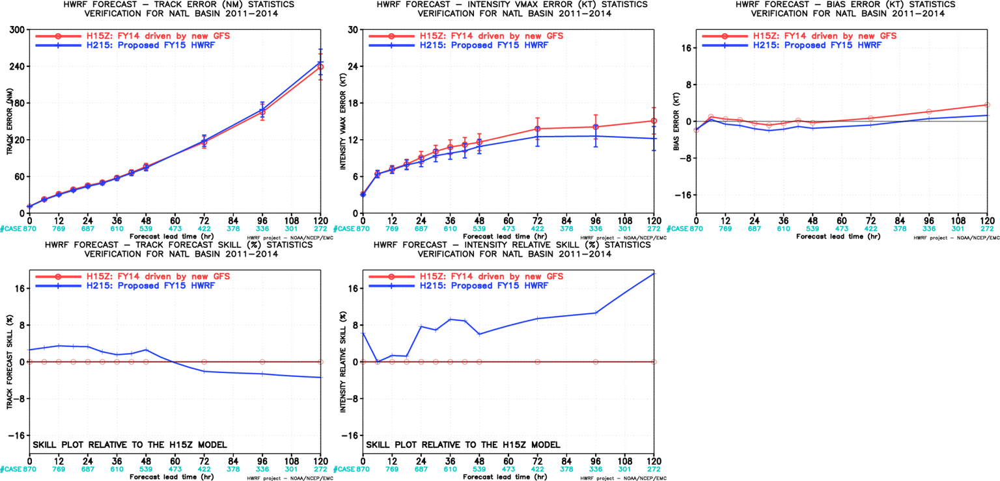 HWRF FORECAST – TRACK ERROR (NM) STATISTICS
VERIFICATION FOR NATL BASIN 2011–2014
H15Z: FY14 driven by new GFS
H215: Proposed FY15 HWRF
TRACK ERROR (NM)
300
240
180
120
60
0
0 12 24 36 48 60 72 84 96 108 120
#CASE 870 769 687 610 539 473 422 378 336 301 272
Forecast lead time (hr)
HWRF project – NOAA/NCEP/EMC
HWRF FORECAST – INTENSITY VMAX ERROR (KT) STATISTICS
VERIFICATION FOR NATL BASIN 2011–2014
H15Z: FY14 driven by new GFS
H215: Proposed FY15 HWRF
INTENSITY VMAX ERROR (KT)
30
24
18
12
6
0
0 12 24 36 48 60 72 84 96 108 120
#CASE 870 769 687 610 539 473 422 378 336 301 272
Forecast lead time (hr)
HWRF project – NOAA/NCEP/EMC
HWRF FORECAST – BIAS ERROR (KT) STATISTICS
VERIFICATION FOR NATL BASIN 2011–2014
H15Z: FY14 driven by new GFS
H215: Proposed FY15 HWRF
BIAS ERROR (KT)
16
8
0
–8
–16
0 12 24 36 48 60 72 84 96 108 120
#CASE 870 769 687 610 539 473 422 378 336 301 272
Forecast lead time (hr)
HWRF project – NOAA/NCEP/EMC
HWRF FORECAST – TRACK FORECAST SKILL (%) STATISTICS
VERIFICATION FOR NATL BASIN 2011–2014
H15Z: FY14 driven by new GFS
H215: Proposed FY15 HWRF
TRACK FORECAST SKILL (%)
16
8
0
–8
–16
SKILL PLOT RELATIVE TO THE H15Z MODEL
0 12 24 36 48 60 72 84 96 108 120
#CASE 870 769 687 610 539 473 422 378 336 301 272
Forecast lead time (hr)
HWRF project – NOAA/NCEP/EMC
HWRF FORECAST – INTENSITY RELATIVE SKILL (%) STATISTICS
VERIFICATION FOR NATL BASIN 2011–2014
H15Z: FY14 driven by new GFS
H215: Proposed FY15 HWRF
INTENSITY RELATIVE SKILL (%)
16
8
0
–8
–16
SKILL PLOT RELATIVE TO THE H15Z MODEL
0 12 24 36 48 60 72 84 96 108 120
#CASE 870 769 687 610 539 473 422 378 336 301 272
Forecast lead time (hr)
HWRF project – NOAA/NCEP/EMC